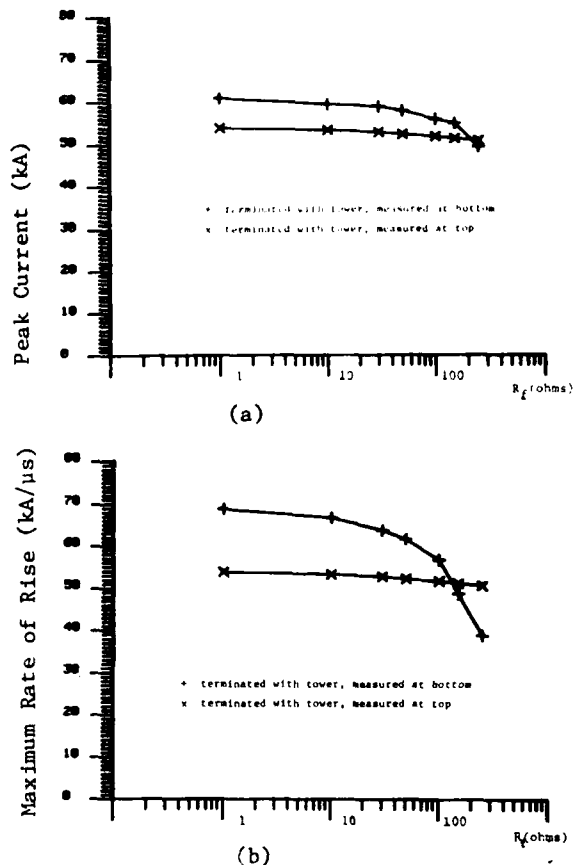 80
70
60
50
40
30
20
10
0
Peak Current (kA)
+ terminated with tower, measured at bottom
x terminated with tower, measured at top
1
10
100
R_f (ohms)
(a)
80
70
60
50
40
30
20
10
0
Maximum Rate of Rise (kA/μs)
+ terminated with tower, measured at bottom
x terminated with tower, measured at top
1
10
100
R_f (ohms)
(b)